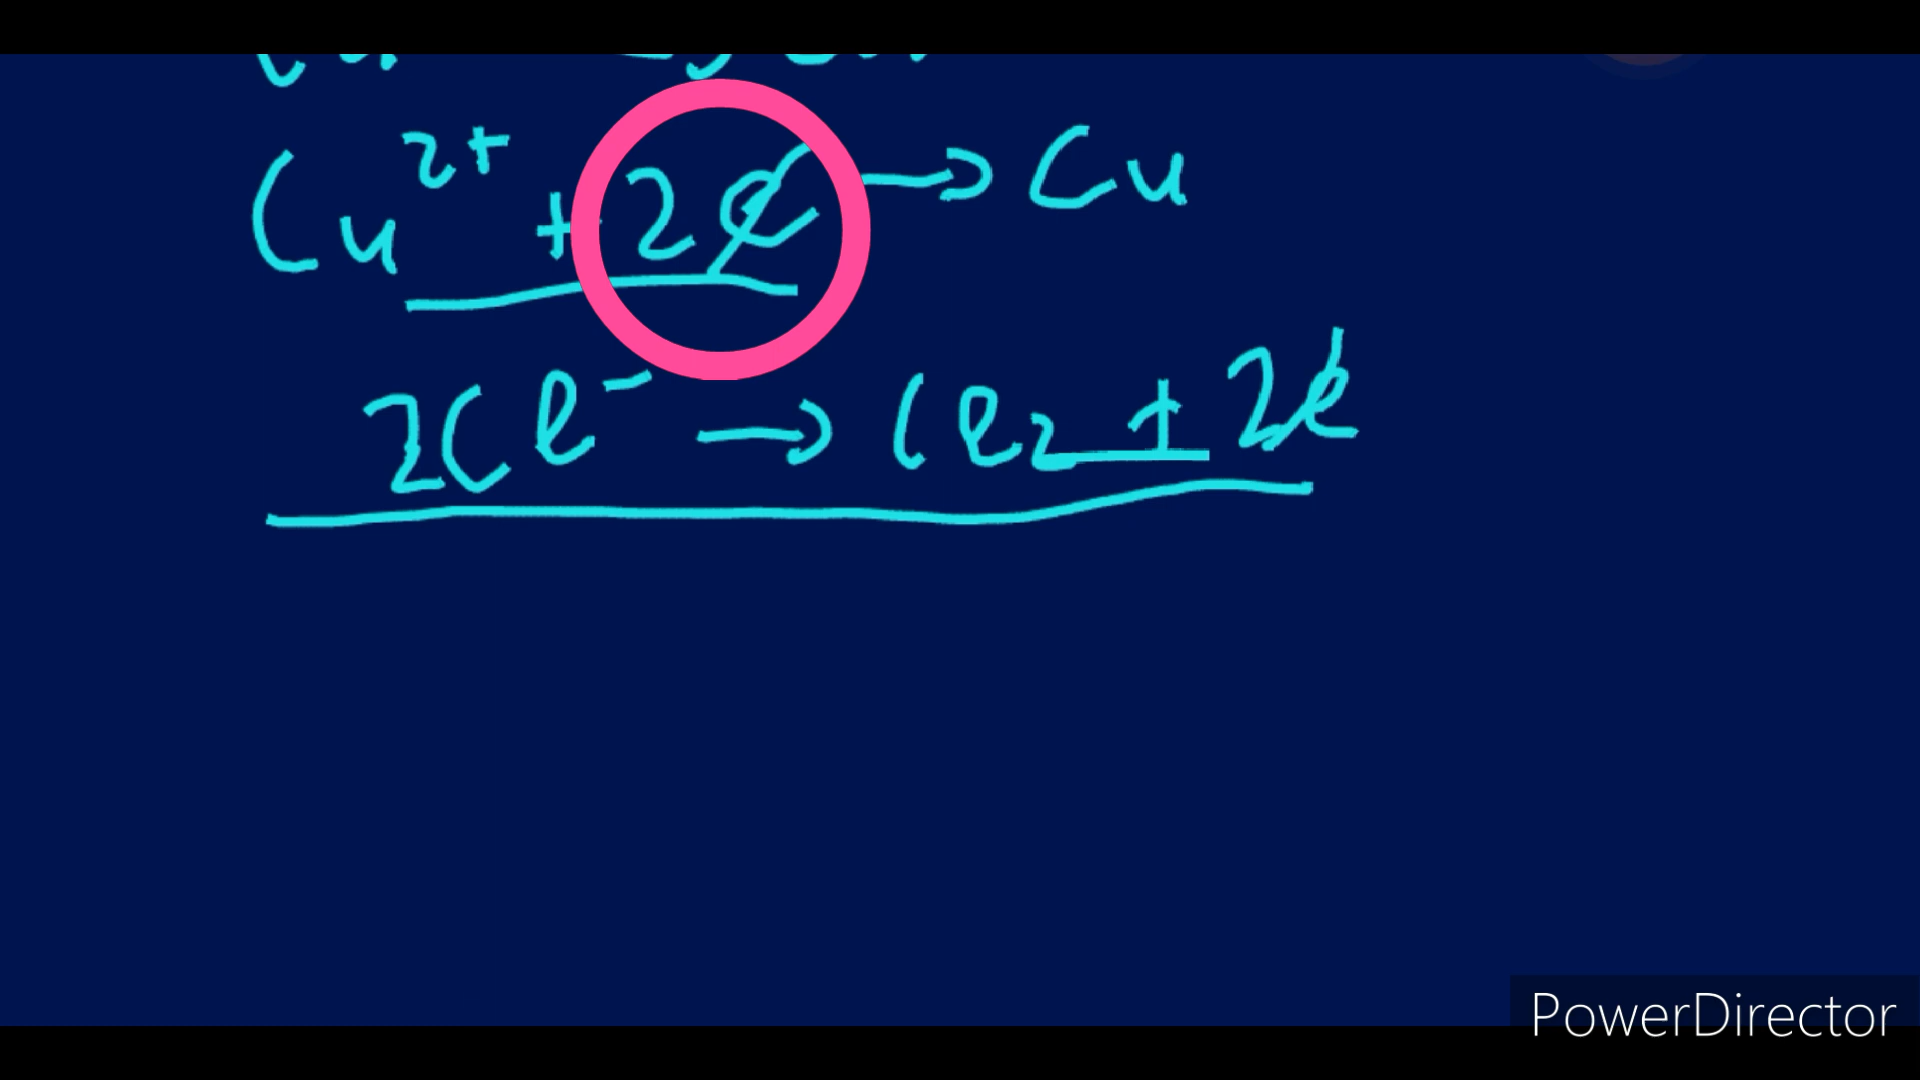 Cu²⁺ + 2e → Cu
2Cl⁻ → Cl₂ + 2e
PowerDirector